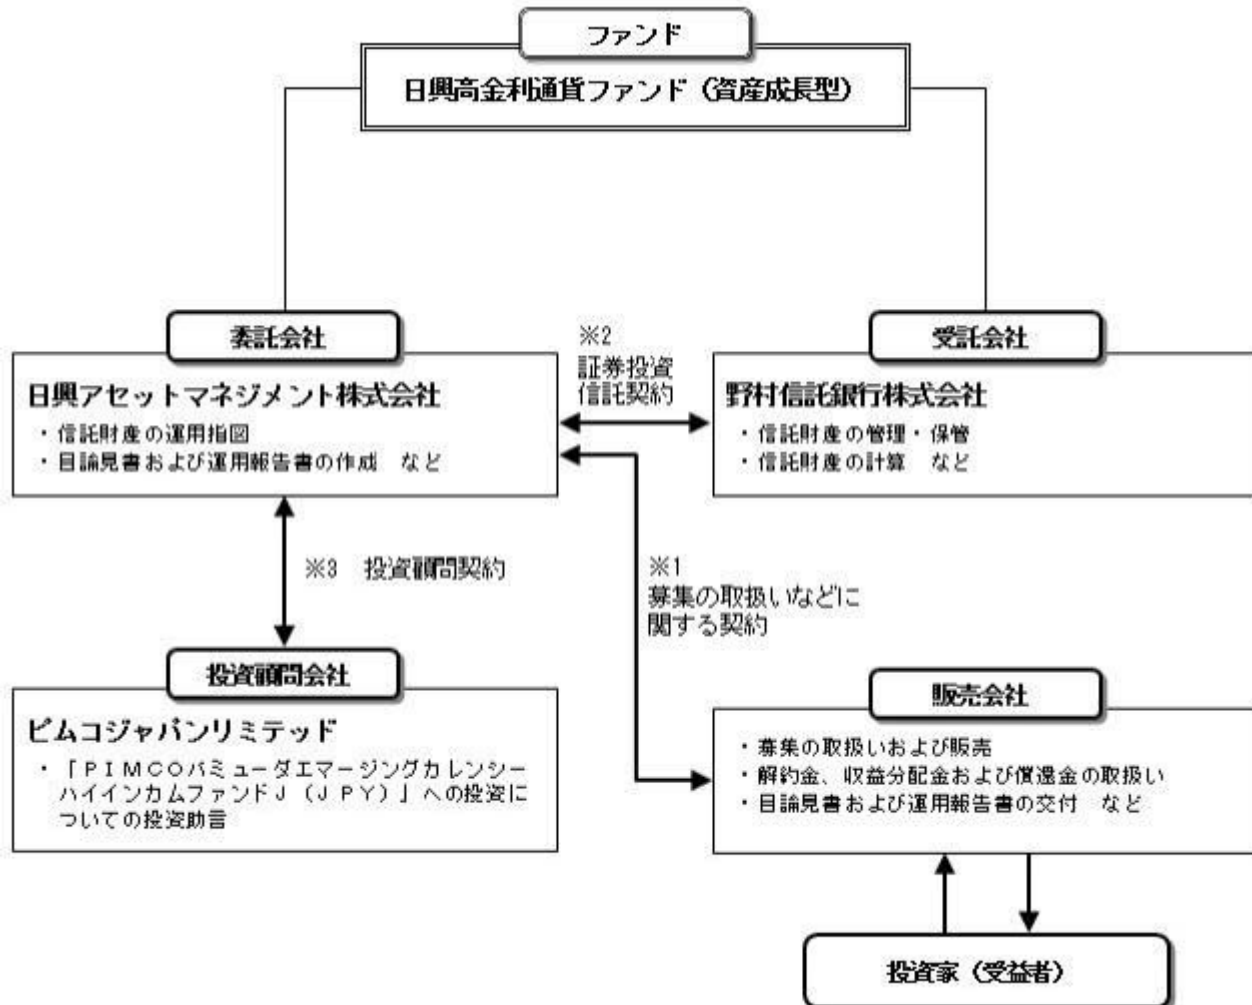 ファンド
日興高金利通貨ファンド（資産成長型）
委託会社
日興アセットマネジメント株式会社
・信託財産の運用指図
・目論見書および運用報告書の作成　など
※2
証券投資
信託契約
受託会社
野村信託銀行株式会社
・信託財産の管理・保管
・信託財産の計算　など
※3　投資顧問契約
※1
募集の取扱いなどに
関する契約
投資顧問会社
ピムコジャパンリミテッド
・「ＰＩＭＣＯバミューダエマージングカレンシー
ハイインカムファンドＪ（ＪＰＹ）」への投資に
ついての投資助言
販売会社
・募集の取扱いおよび販売
・解約金、収益分配金および償還金の取扱い
・目論見書および運用報告書の交付　など
投資家（受益者）